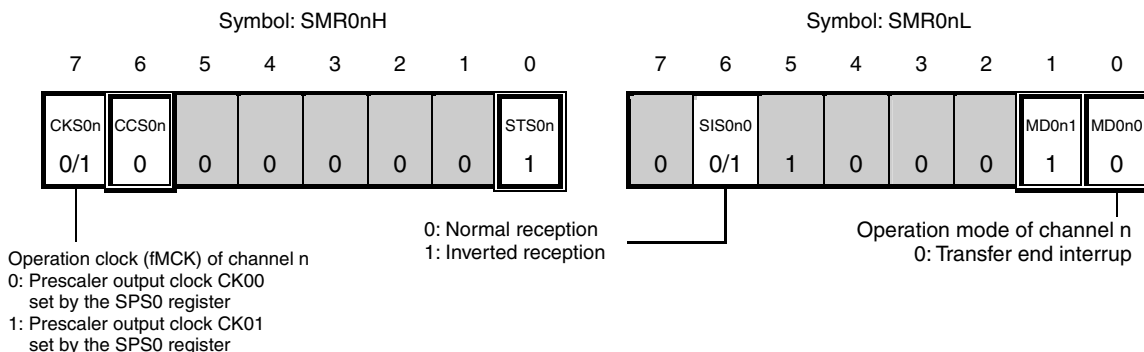 Symbol: SMR0nH
7 6 5 4 3 2 1 0
CKS0n CCS0n STS0n
0/1 0 0 0 0 0 0 1
Operation clock (fMCK) of channel n
0: Prescaler output clock CK00
set by the SPS0 register
1: Prescaler output clock CK01
set by the SPS0 register
Symbol: SMR0nL
7 6 5 4 3 2 1 0
SIS0n0 MD0n1 MD0n0
0 0/1 1 0 0 0 1 0
0: Normal reception
1: Inverted reception
Operation mode of channel n
0: Transfer end interrup